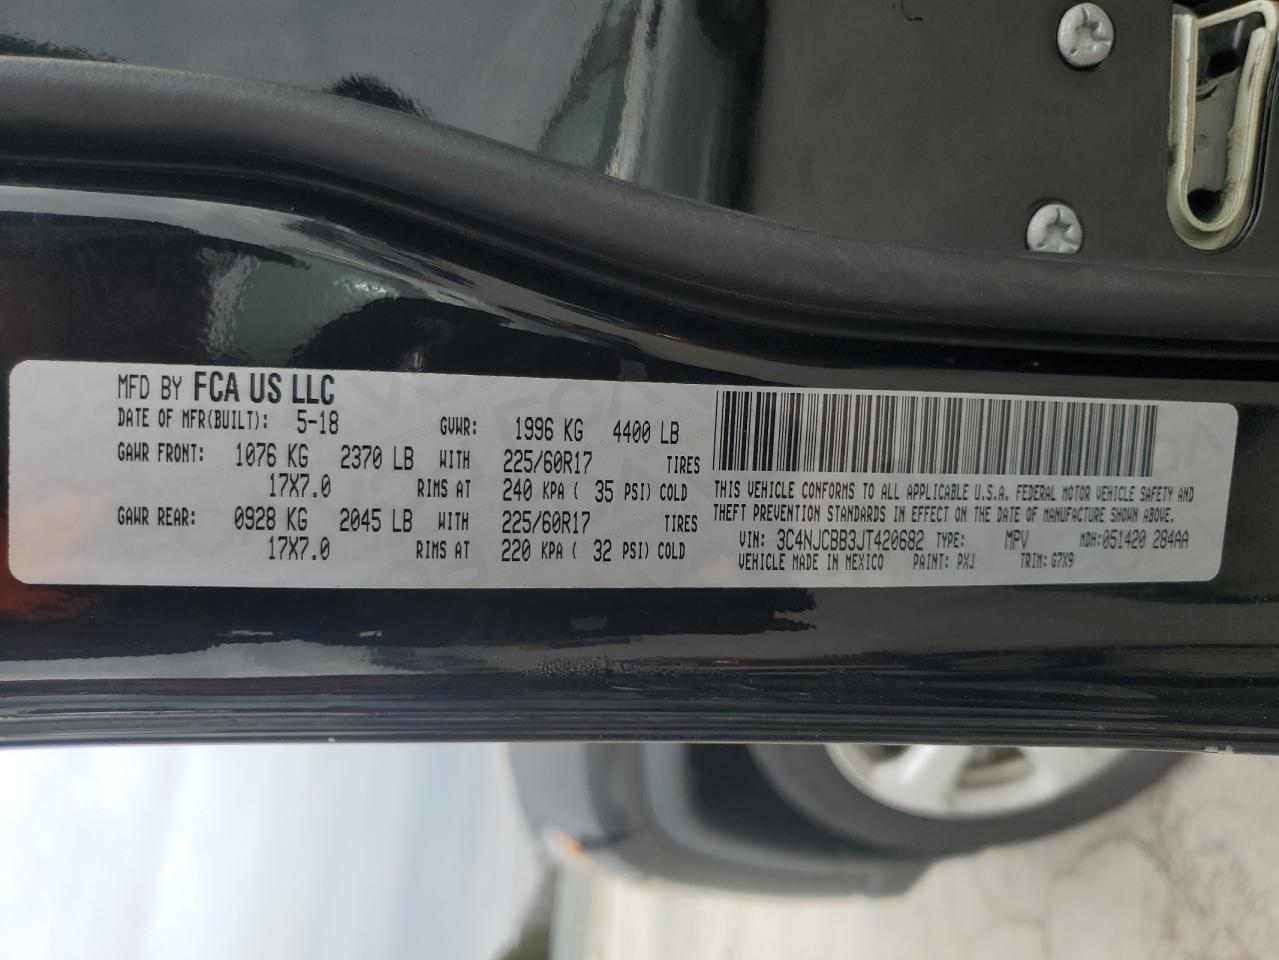 MFD BY FCA US LLC
DATE OF MFR(BUILT): 5-18 GVWR: 1996 KG 4400 LB
GAWR FRONT: 1076 KG 2370 LB WITH 225/60R17 TIRES
17X7.0 RIMS AT 240 KPA ( 35 PSI) COLD
GAWR REAR: 0928 KG 2045 LB WITH 225/60R17 TIRES
17X7.0 RIMS AT 220 KPA ( 32 PSI) COLD
THIS VEHICLE CONFORMS TO ALL APPLICABLE U.S.A. FEDERAL MOTOR VEHICLE SAFETY AND
THEFT PREVENTION STANDARDS IN EFFECT ON THE DATE OF MANUFACTURE SHOWN ABOVE.
VIN: 3C4NJCBB3JT420682 TYPE: MPV MDH:051420 284AA
VEHICLE MADE IN MEXICO PAINT: PXJ TRIM: G7X9